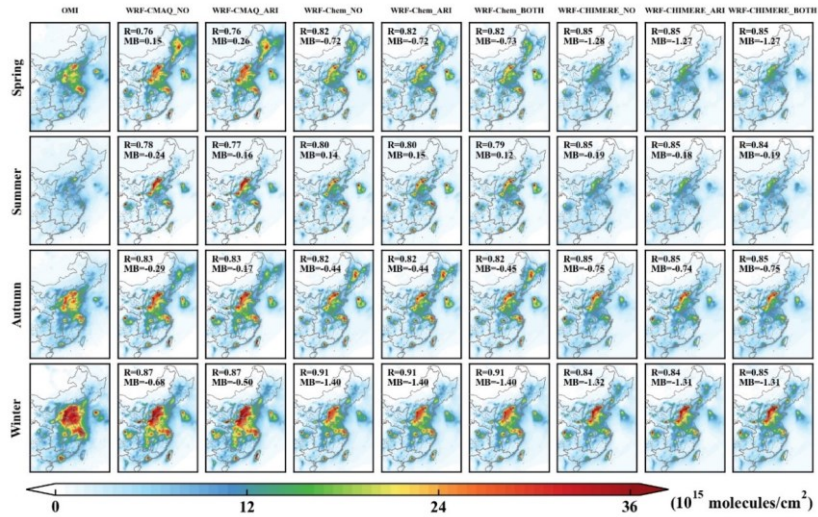 OMI WRF-CMAQ_NO WRF-CMAQ_ARI WRF-Chem_NO WRF-Chem_ARI WRF-Chem_BOTH WRF-CHIMERE_NO WRF-CHIMERE_ARI WRF-CHIMERE_BOTH
Spring
R=0.76 R=0.76 R=0.82 R=0.82 R=0.82 R=0.85 R=0.85 R=0.85
MB=0.15 MB=0.26 MB=-0.72 MB=-0.72 MB=-0.73 MB=-1.28 MB=-1.27 MB=-1.27
Summer
R=0.78 R=0.77 R=0.80 R=0.80 R=0.79 R=0.85 R=0.85 R=0.84
MB=-0.24 MB=-0.16 MB=0.14 MB=0.15 MB=0.12 MB=-0.19 MB=-0.18 MB=-0.19
Autumn
R=0.83 R=0.83 R=0.82 R=0.82 R=0.82 R=0.85 R=0.85 R=0.85
MB=-0.29 MB=-0.17 MB=-0.44 MB=-0.44 MB=-0.45 MB=-0.75 MB=-0.74 MB=-0.75
Winter
R=0.87 R=0.87 R=0.91 R=0.91 R=0.91 R=0.84 R=0.84 R=0.85
MB=-0.68 MB=-0.50 MB=-1.40 MB=-1.40 MB=-1.40 MB=-1.32 MB=-1.31 MB=-1.31
0 12 24 36 (10¹⁵ molecules/cm²)